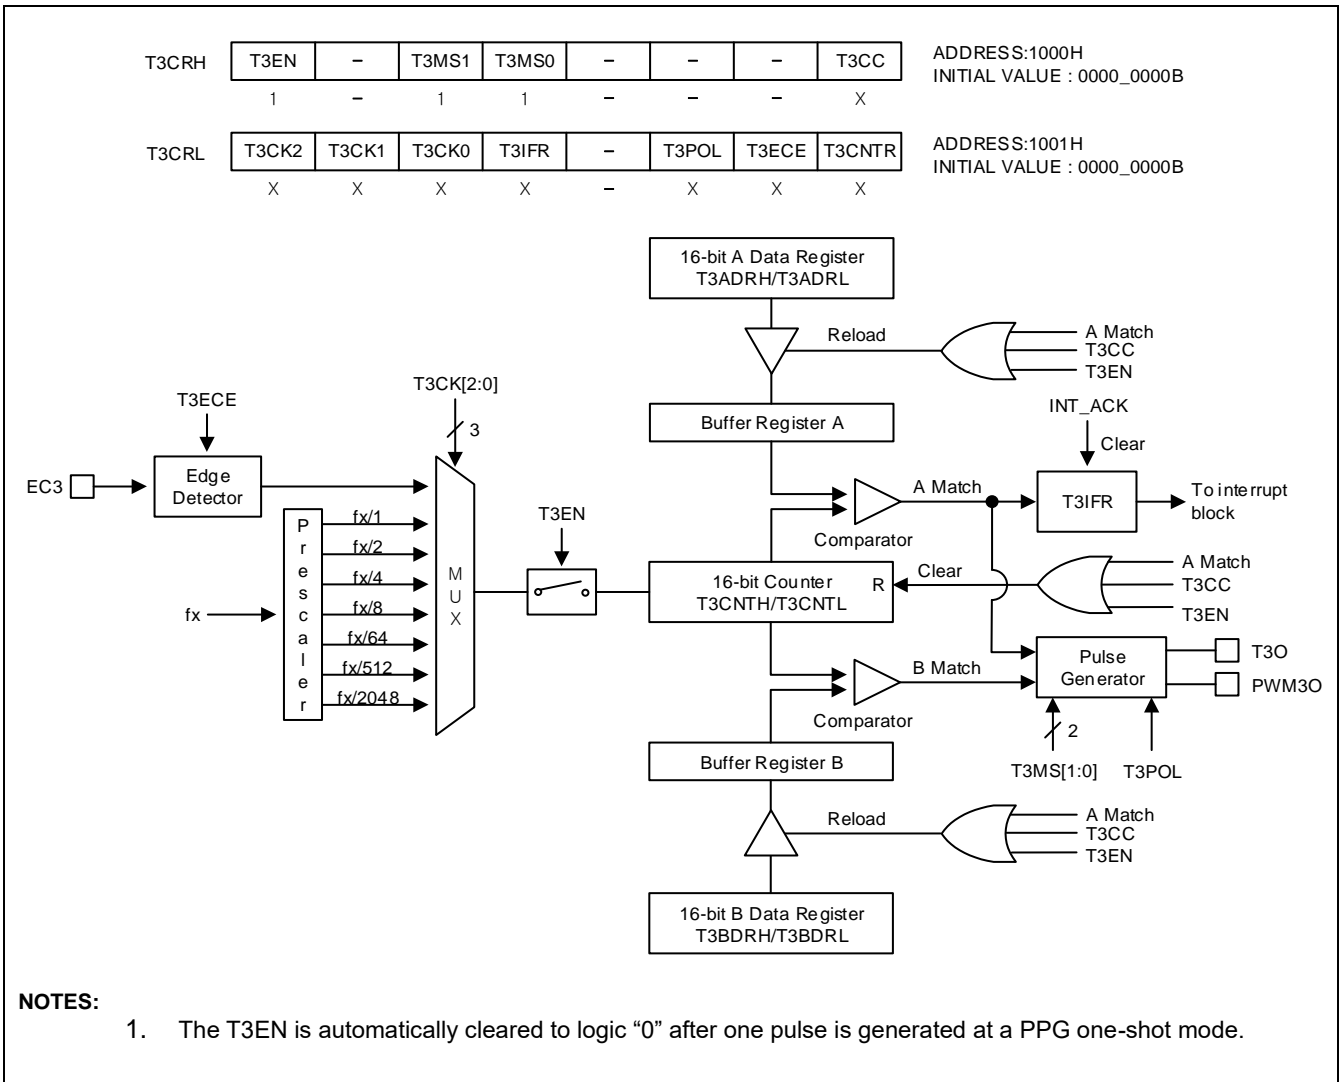 T3CRH T3EN – T3MS1 T3MS0 – – – T3CC
ADDRESS:1000H
INITIAL VALUE : 0000_0000B
1 – 1 1 – – – X
T3CRL T3CK2 T3CK1 T3CK0 T3IFR – T3POL T3ECE T3CNTR
ADDRESS:1001H
INITIAL VALUE : 0000_0000B
X X X X – X X X
16-bit A Data Register
T3ADRH/T3ADRL
Reload
A Match
T3CC
T3EN
Buffer Register A
T3CK[2:0]
3
T3ECE
EC3
Edge
Detector
INT_ACK
Clear
A Match
T3IFR
To interrupt
block
Comparator
Prescaler
fx
fx/1
fx/2
fx/4
fx/8
fx/64
fx/512
fx/2048
MUX
T3EN
16-bit Counter
T3CNTH/T3CNTL
R
Clear
A Match
T3CC
T3EN
B Match
Comparator
Pulse
Generator
T3O
PWM3O
2
T3MS[1:0]
T3POL
Buffer Register B
Reload
A Match
T3CC
T3EN
16-bit B Data Register
T3BDRH/T3BDRL
NOTES:
1. The T3EN is automatically cleared to logic “0” after one pulse is generated at a PPG one-shot mode.